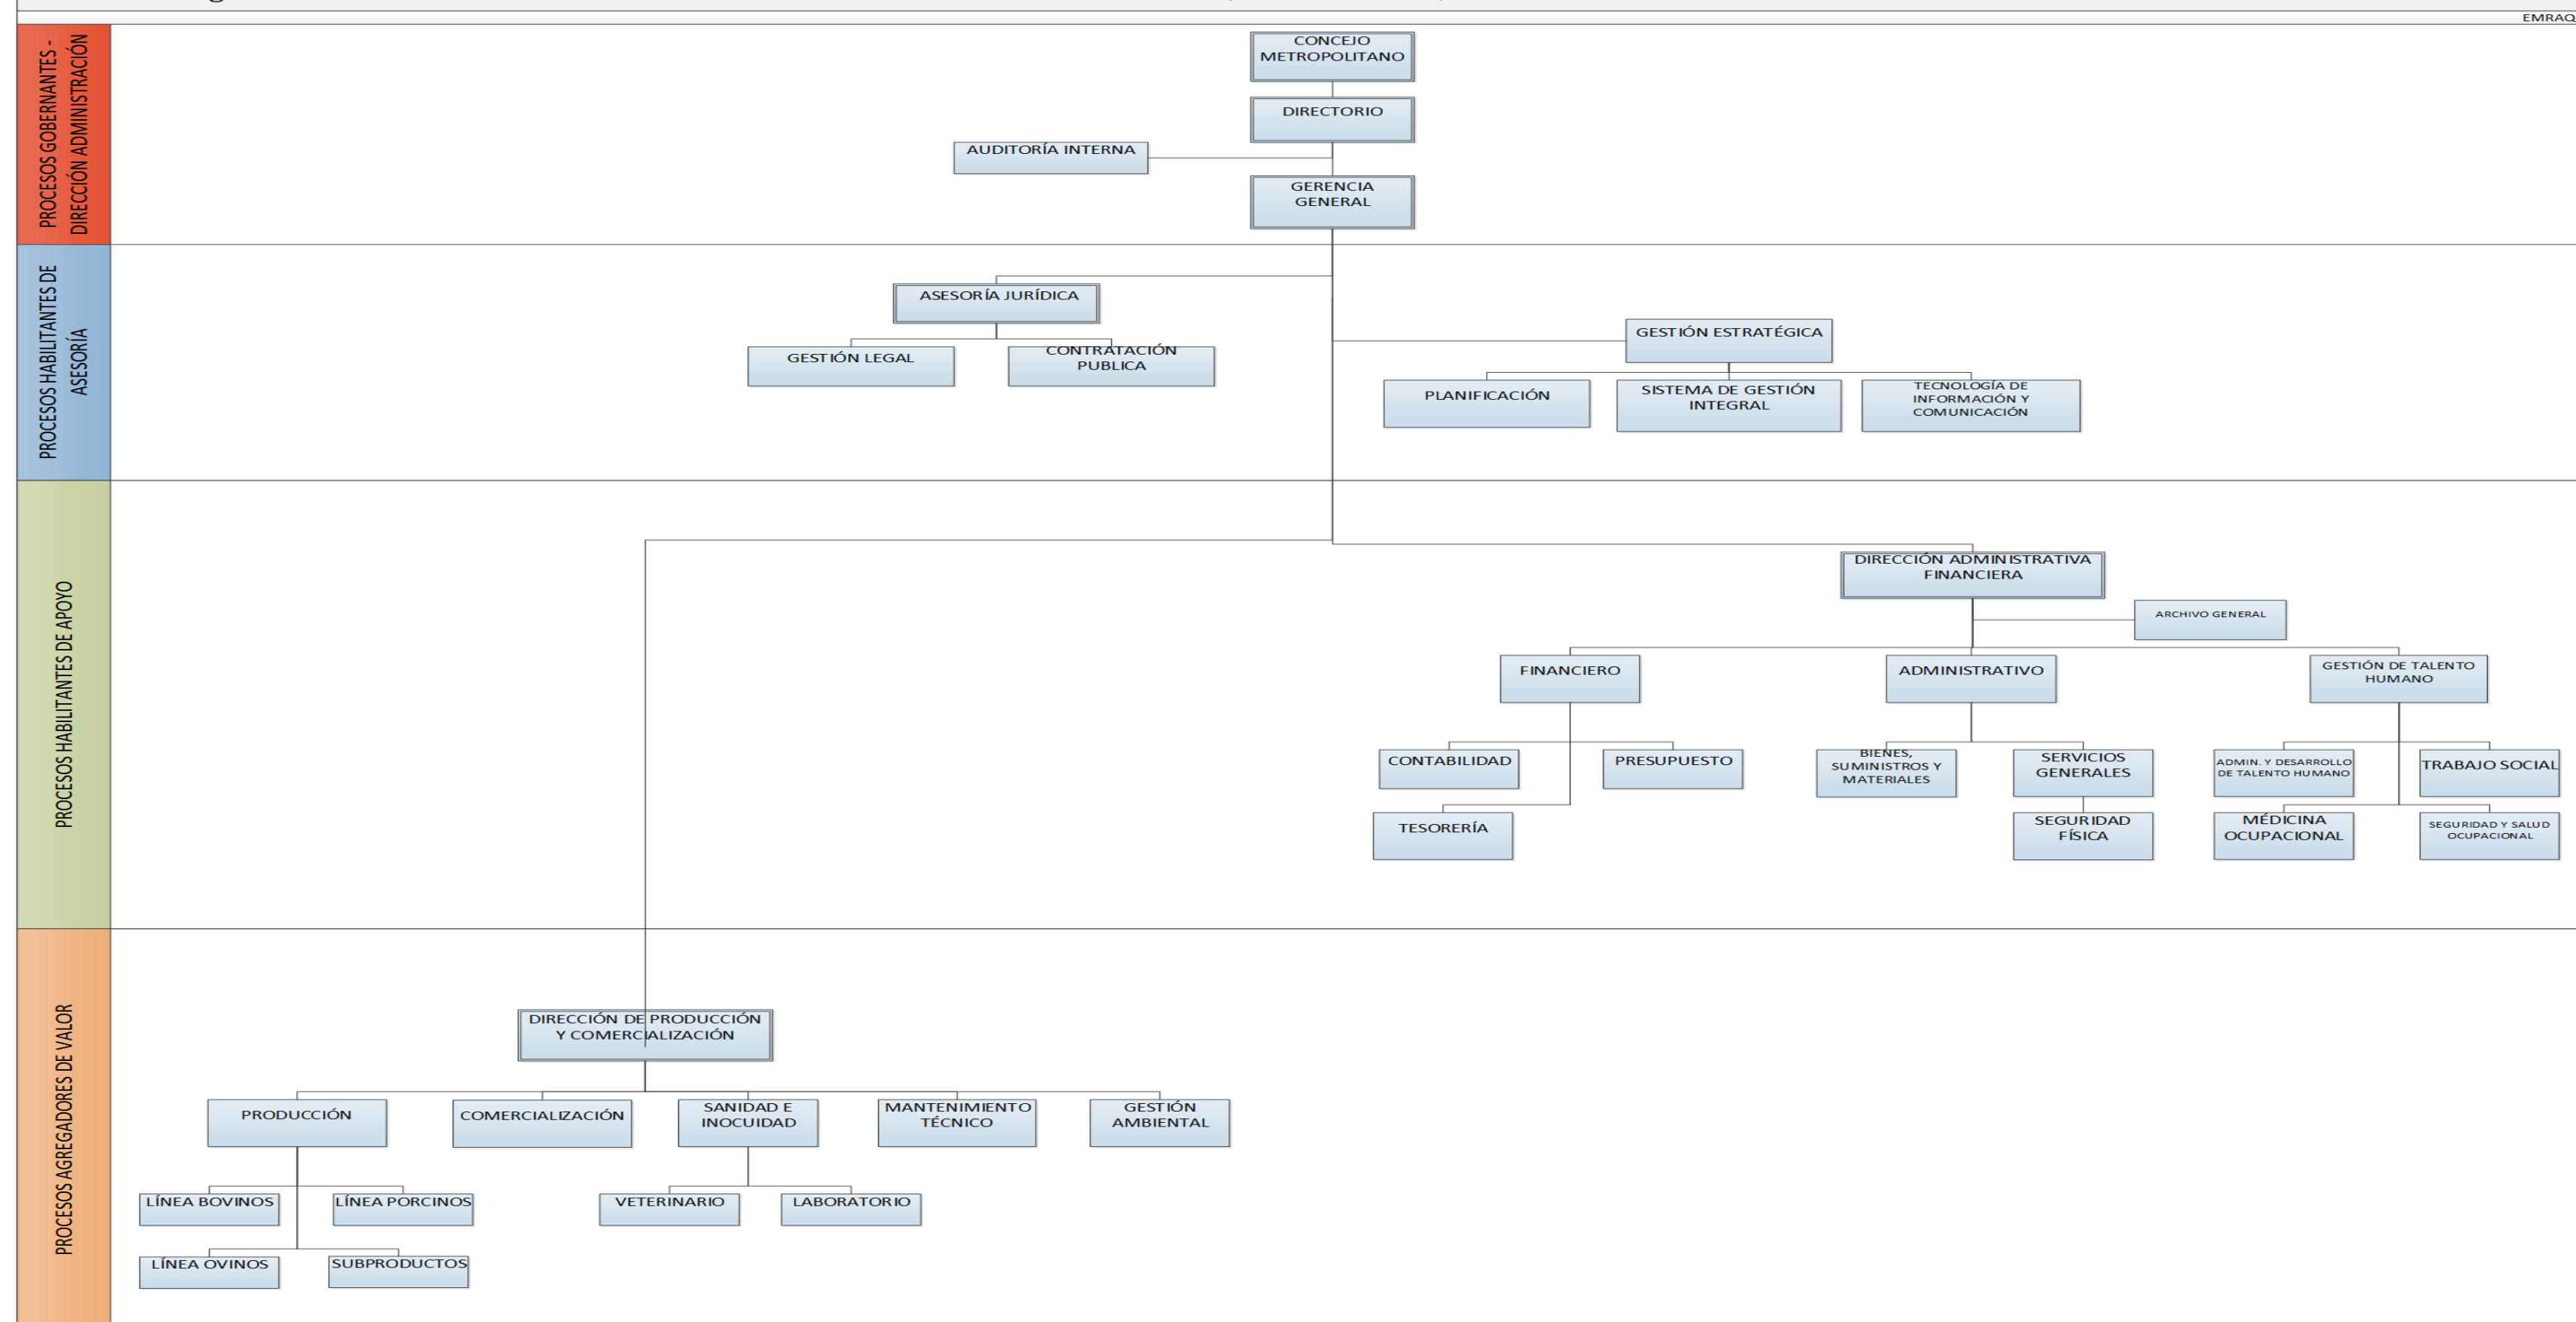 EMRAQ
PROCESOS GOBERNANTES -
DIRECCIÓN ADMINISTRACIÓN
CONCEJO
METROPOLITANO
DIRECTORIO
AUDITORÍA INTERNA
GERENCIA
GENERAL
PROCESOS HABILITANTES DE
ASESORÍA
ASESORÍA JURÍDICA
GESTIÓN LEGAL
CONTRATACIÓN
PUBLICA
GESTIÓN ESTRATÉGICA
PLANIFICACIÓN
SISTEMA DE GESTIÓN
INTEGRAL
TECNOLOGÍA DE
INFORMACIÓN Y
COMUNICACIÓN
PROCESOS HABILITANTES DE APOYO
DIRECCIÓN ADMINISTRATIVA
FINANCIERA
ARCHIVO GENERAL
FINANCIERO
ADMINISTRATIVO
GESTIÓN DE TALENTO
HUMANO
CONTABILIDAD
PRESUPUESTO
BIENES,
SUMINISTROS Y
MATERIALES
SERVICIOS
GENERALES
ADMIN. Y DESARROLLO
DE TALENTO HUMANO
TRABAJO SOCIAL
TESORERÍA
SEGURIDAD
FÍSICA
MÉDICINA
OCUPACIONAL
SEGURIDAD Y SALUD
OCUPACIONAL
PROCESOS AGREGADORES DE VALOR
DIRECCIÓN DE PRODUCCIÓN
Y COMERCIALIZACIÓN
PRODUCCIÓN
COMERCIALIZACIÓN
SANIDAD E
INOCUIDAD
MANTENIMIENTO
TÉCNICO
GESTIÓN
AMBIENTAL
LÍNEA BOVINOS
LÍNEA PORCINOS
VETERINARIO
LABORATORIO
LÍNEA OVINOS
SUBPRODUCTOS